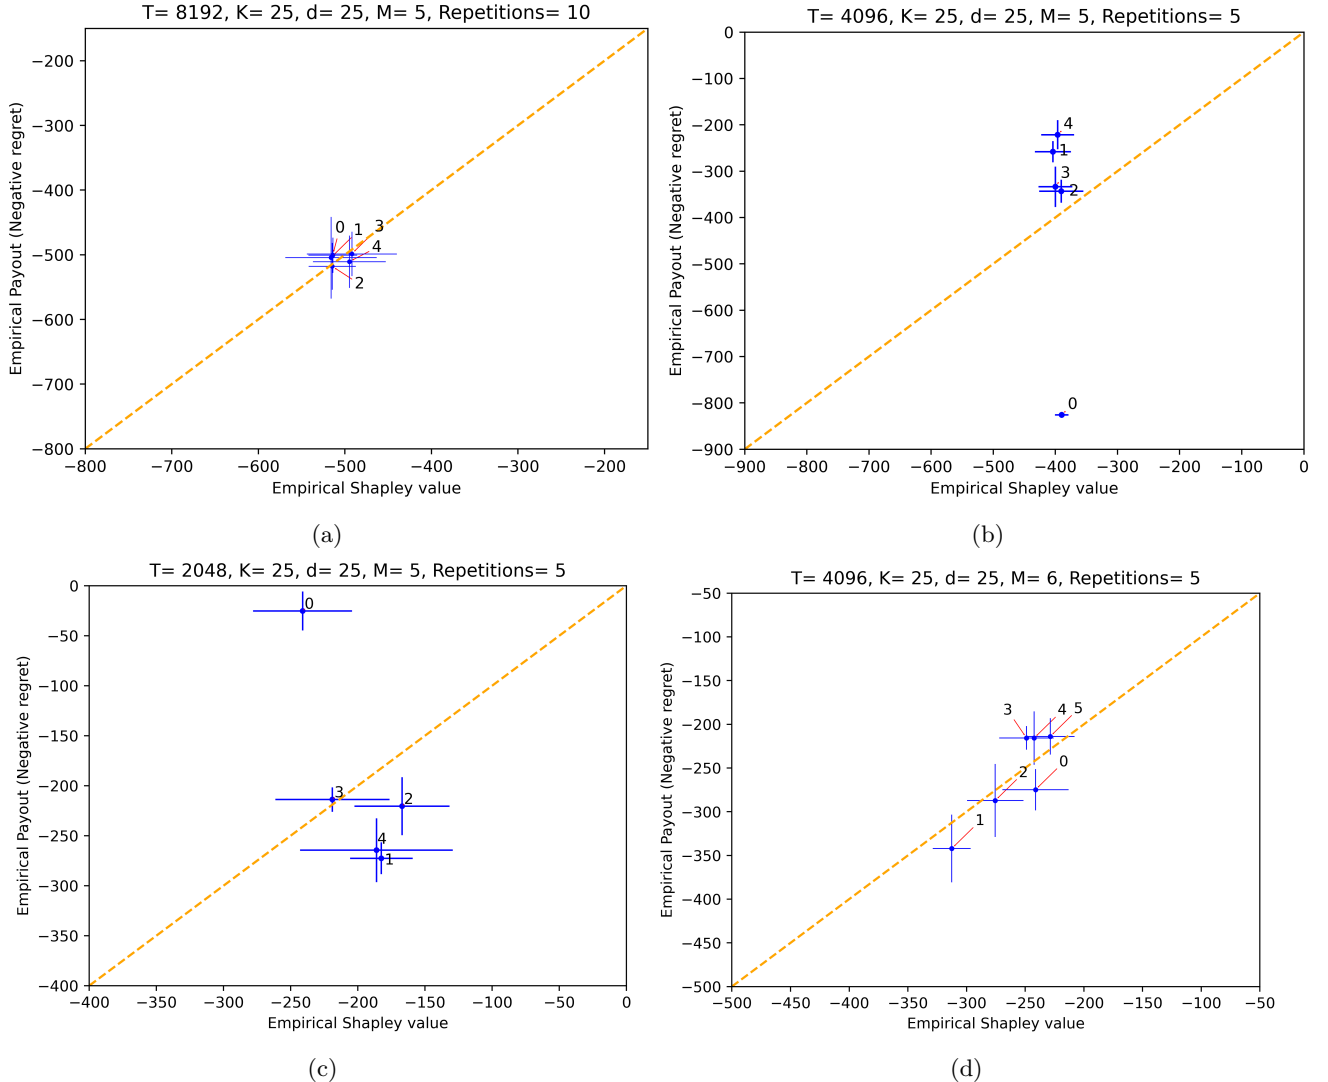 T= 8192, K= 25, d= 25, M= 5, Repetitions= 10
Empirical Payout (Negative regret)
−200
−300
−400
−500
−600
−700
−800
0
1
3
4
2
−800 −700 −600 −500 −400 −300 −200
Empirical Shapley value
(a)
T= 4096, K= 25, d= 25, M= 5, Repetitions= 5
Empirical Payout (Negative regret)
0
−100
−200
−300
−400
−500
−600
−700
−800
−900
4
1
3
2
0
−900 −800 −700 −600 −500 −400 −300 −200 −100 0
Empirical Shapley value
(b)
T= 2048, K= 25, d= 25, M= 5, Repetitions= 5
Empirical Payout (Negative regret)
0
−50
−100
−150
−200
−250
−300
−350
−400
0
3
2
4
1
−400 −350 −300 −250 −200 −150 −100 −50 0
Empirical Shapley value
(c)
T= 4096, K= 25, d= 25, M= 6, Repetitions= 5
Empirical Payout (Negative regret)
−50
−100
−150
−200
−250
−300
−350
−400
−450
−500
3
4
5
0
2
1
−500 −450 −400 −350 −300 −250 −200 −150 −100 −50
Empirical Shapley value
(d)